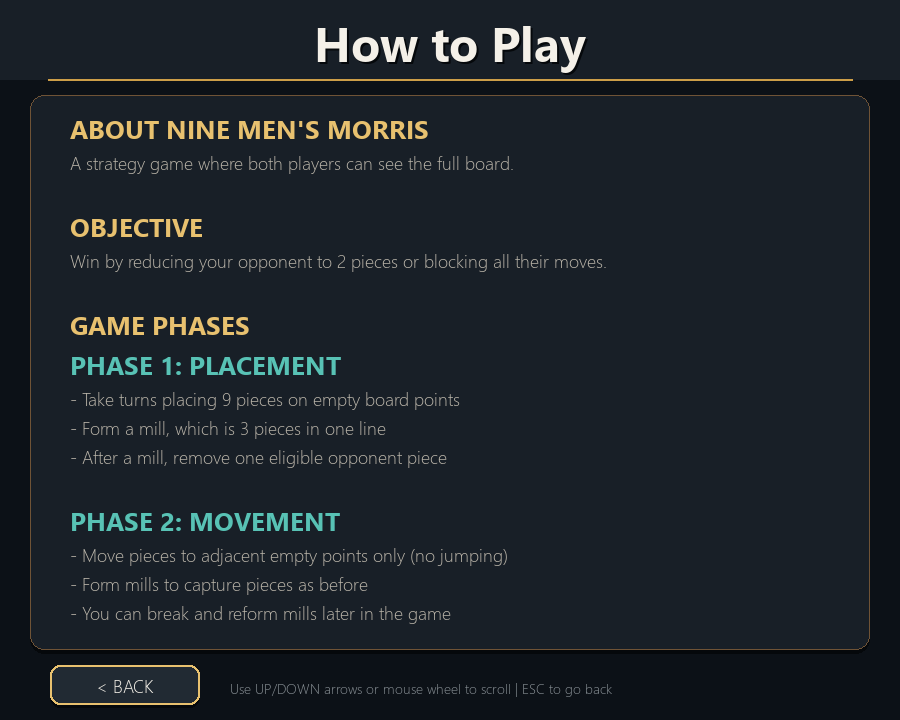 How to Play
ABOUT NINE MEN'S MORRIS
A strategy game where both players can see the full board.
OBJECTIVE
Win by reducing your opponent to 2 pieces or blocking all their moves.
GAME PHASES
PHASE 1: PLACEMENT
- Take turns placing 9 pieces on empty board points
- Form a mill, which is 3 pieces in one line
- After a mill, remove one eligible opponent piece
PHASE 2: MOVEMENT
- Move pieces to adjacent empty points only (no jumping)
- Form mills to capture pieces as before
- You can break and reform mills later in the game
< BACK
Use UP/DOWN arrows or mouse wheel to scroll | ESC to go back